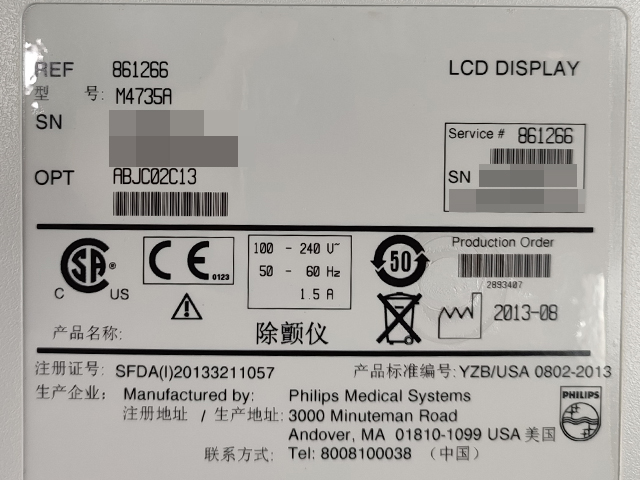 REF 861266 LCD DISPLAY
型 号: M4735A
SN
Service # 861266
SN
OPT ABJC02C13
C SA ® US
CE 0123
100 - 240 V~
50 - 60 Hz
1.5 A
50
Production Order
2893407
2013-08
产品名称: 除颤仪
注册证号: SFDA(I)20133211057 产品标准编号: YZB/USA 0802-2013
生产企业: Manufactured by: Philips Medical Systems
PHILIPS
注册地址 / 生产地址: 3000 Minuteman Road
Andover, MA 01810-1099 USA 美国
联系方式: Tel: 8008100038 (中国)